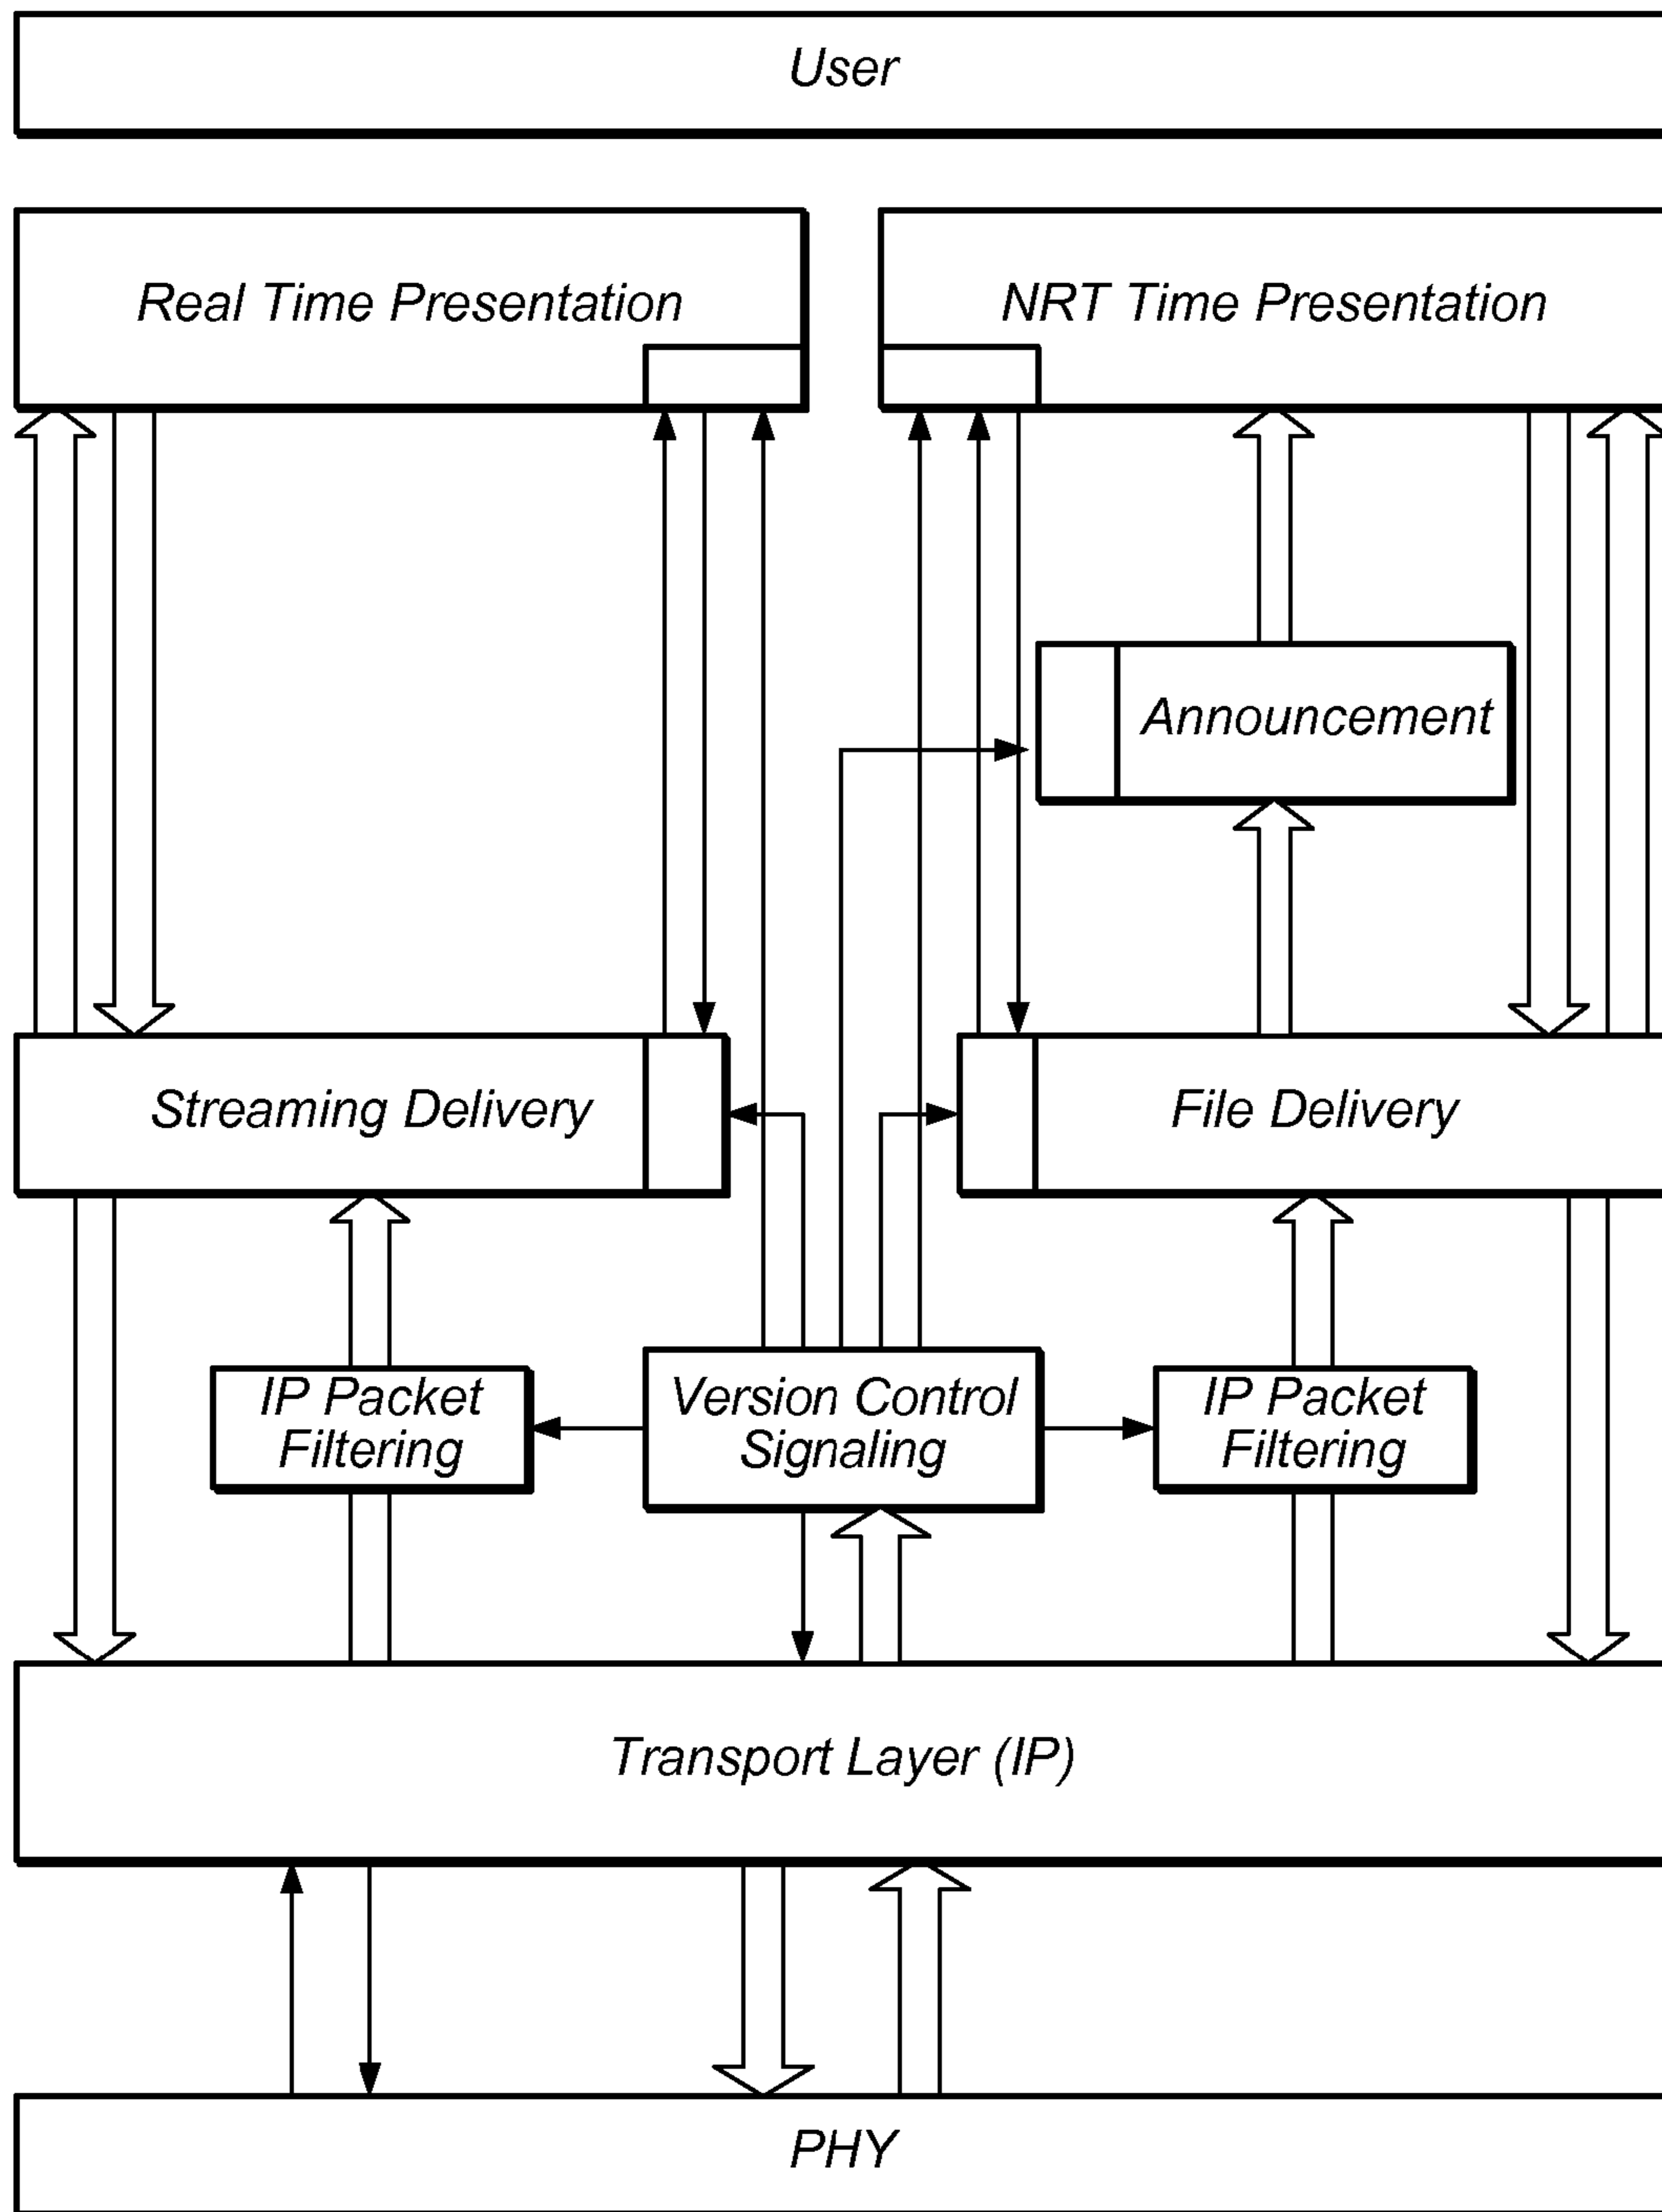 User
Real Time Presentation
NRT Time Presentation
Announcement
Streaming Delivery
File Delivery
IP Packet
Filtering
Version Control
Signaling
IP Packet
Filtering
Transport Layer (IP)
PHY